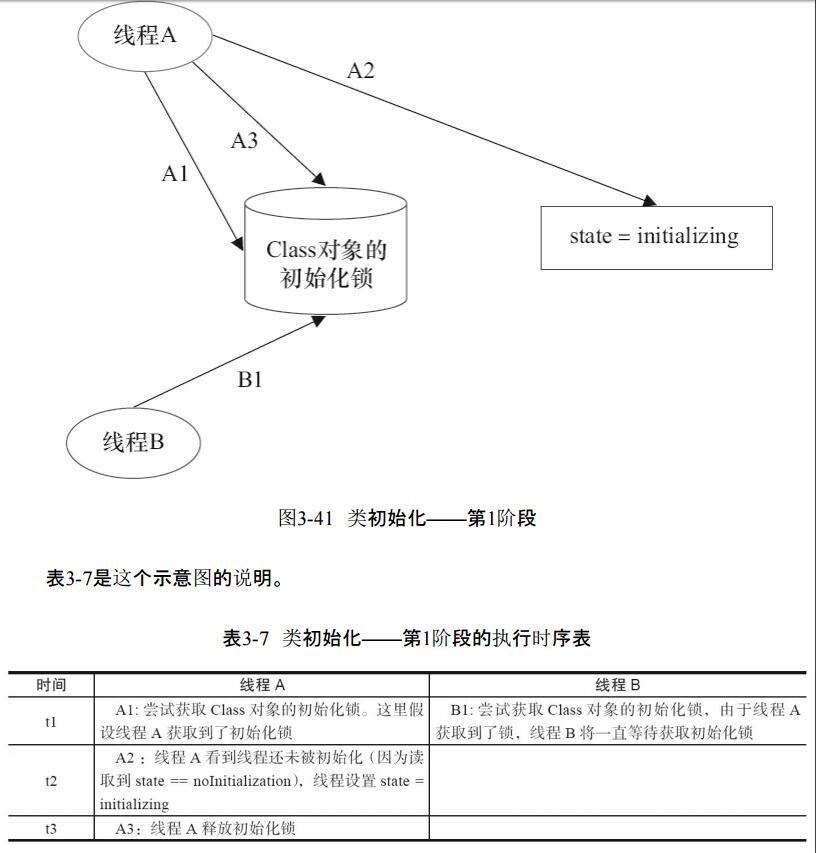 线程A
A2
A3
A1
Class对象的
初始化锁
state = initializing
B1
线程B
图3-41 类初始化——第1阶段
表3-7是这个示意图的说明。
表3-7 类初始化——第1阶段的执行时序表
时间 线程 A 线程 B
t1
A1: 尝试获取 Class 对象的初始化锁。这里假
设线程 A 获取到了初始化锁
B1: 尝试获取 Class 对象的初始化锁，由于线程 A
获取到了锁，线程 B 将一直等待获取初始化锁
t2
A2：线程 A 看到线程还未被初始化（因为读
取到 state == noInitialization），线程设置 state =
initializing
t3
A3：线程 A 释放初始化锁